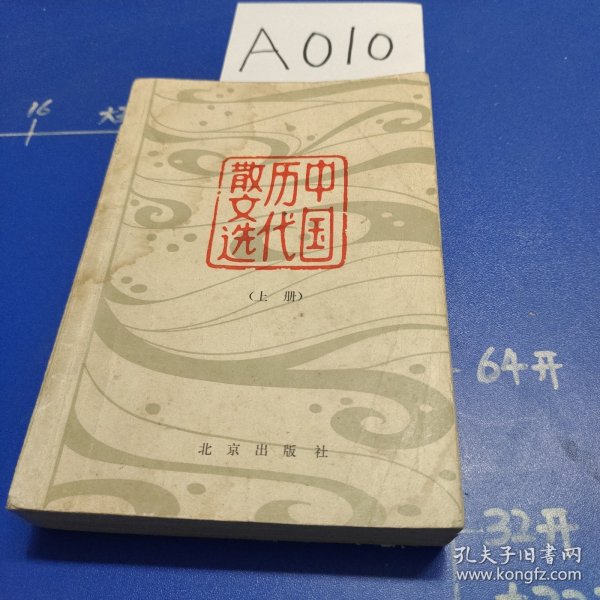 A010
16
中国
历代
散文选
(上 册)
北京出版社
64开
32开
孔夫子旧书网
www.kongfz.com